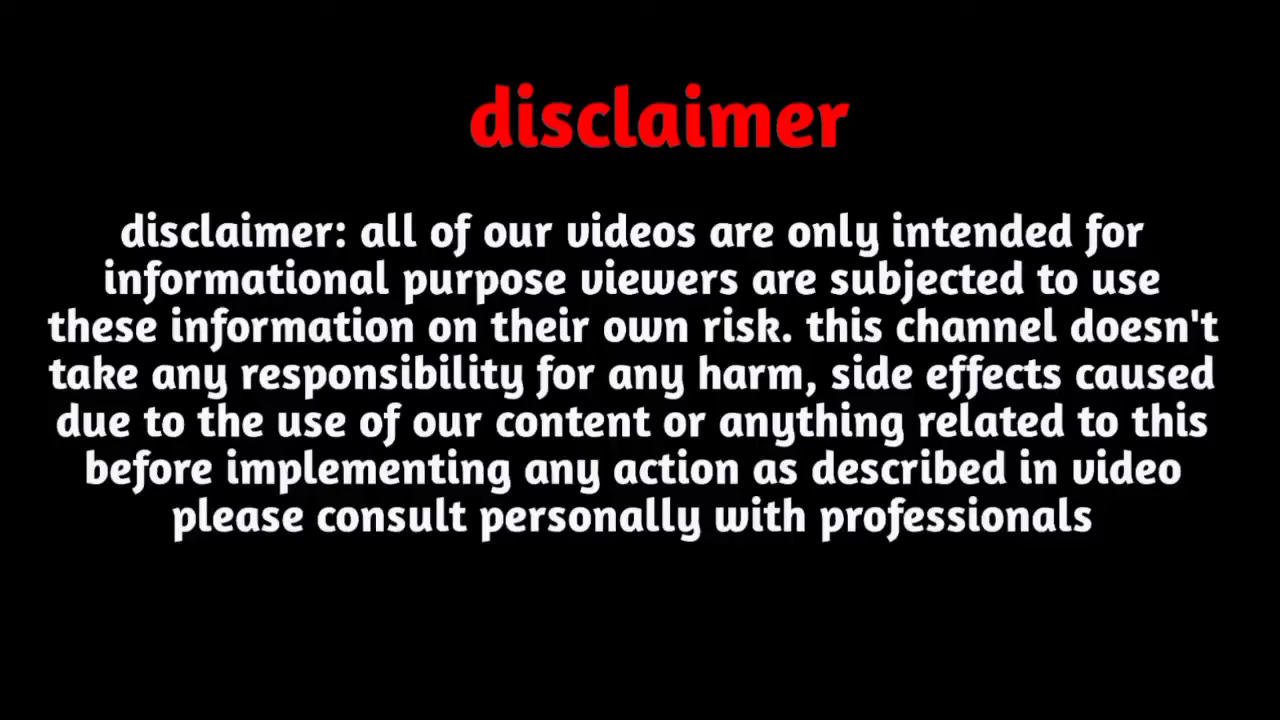 disclaimer
disclaimer: all of our videos are only intended for
informational purpose viewers are subjected to use
these information on their own risk. this channel doesn't
take any responsibility for any harm, side effects caused
due to the use of our content or anything related to this
before implementing any action as described in video
please consult personally with professionals